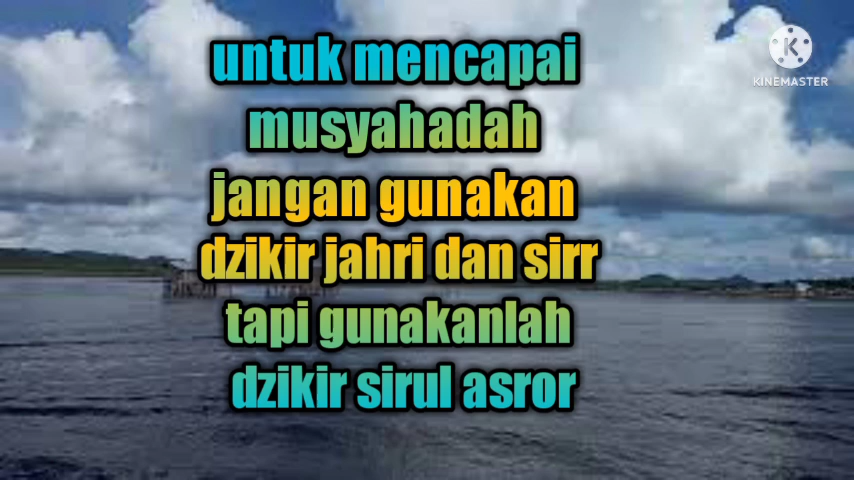 untuk mencapai
musyahadah
jangan gunakan
dzikir jahri dan sirr
tapi gunakanlah
dzikir sirul asror
K
KINEMASTER